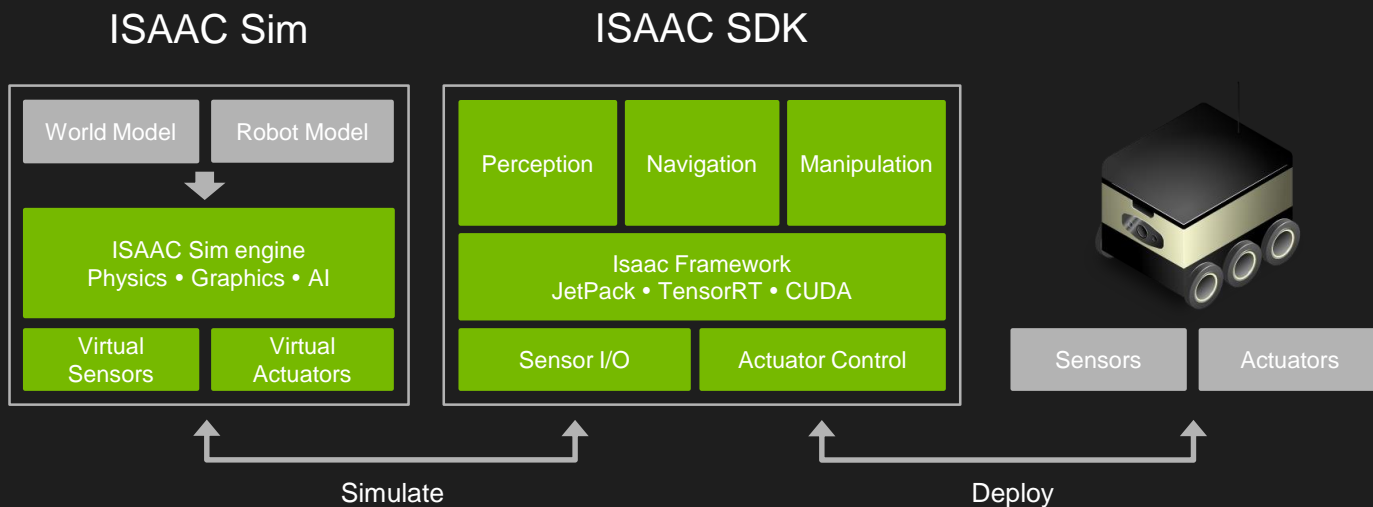 ISAAC Sim
ISAAC SDK
World Model
Robot Model
ISAAC Sim engine
Physics • Graphics • AI
Virtual
Sensors
Virtual
Actuators
Perception
Navigation
Manipulation
Isaac Framework
JetPack • TensorRT • CUDA
Sensor I/O
Actuator Control
Sensors
Actuators
Simulate
Deploy